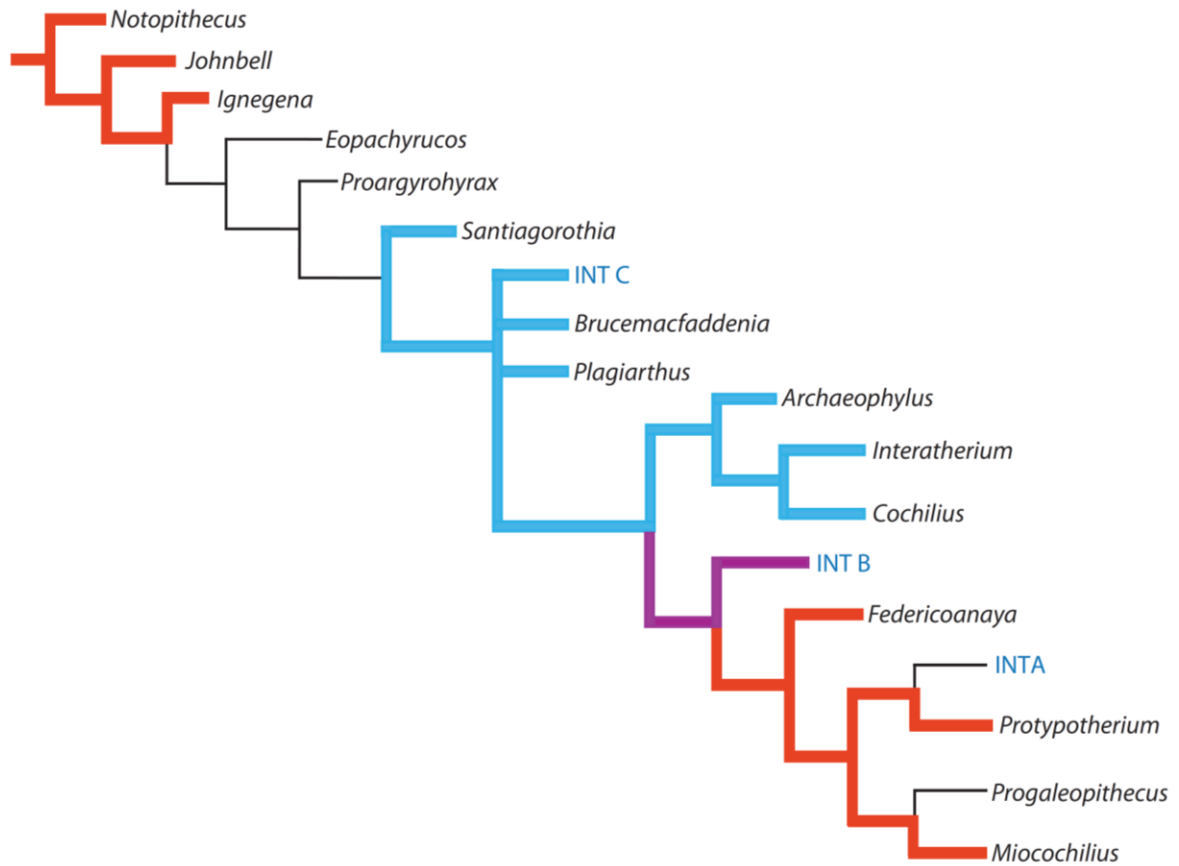 Notopithecus
Johnbell
Ignegena
Eopachyrucos
Proargyrohyrax
Santiagorothia
INT C
Brucemacfaddenia
Plagiarthus
Archaeophylus
Interatherium
Cochilius
INT B
Federicoanaya
INTA
Protypotherium
Progaleopithecus
Miocochilius